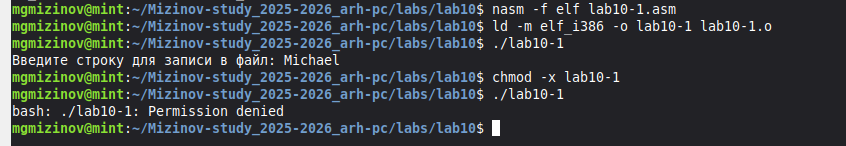 mgmizinov@mint:~/Mizinov-study_2025-2026_arh-pc/labs/lab10$ nasm -f elf lab10-1.asm
mgmizinov@mint:~/Mizinov-study_2025-2026_arh-pc/labs/lab10$ ld -m elf_i386 -o lab10-1 lab10-1.o
mgmizinov@mint:~/Mizinov-study_2025-2026_arh-pc/labs/lab10$ ./lab10-1
Введите строку для записи в файл: Michael
mgmizinov@mint:~/Mizinov-study_2025-2026_arh-pc/labs/lab10$ chmod -x lab10-1
mgmizinov@mint:~/Mizinov-study_2025-2026_arh-pc/labs/lab10$ ./lab10-1
bash: ./lab10-1: Permission denied
mgmizinov@mint:~/Mizinov-study_2025-2026_arh-pc/labs/lab10$